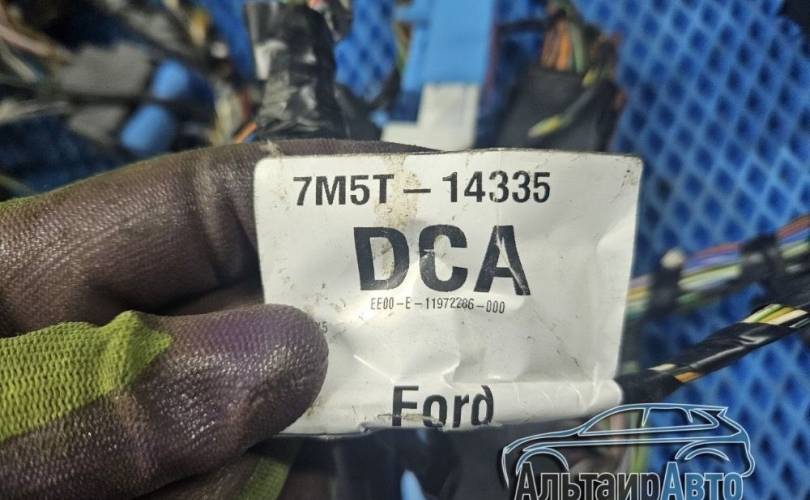 7M5T - 14335
DCA
EE00-E-11972286-000
Ford
АльтаирАвто